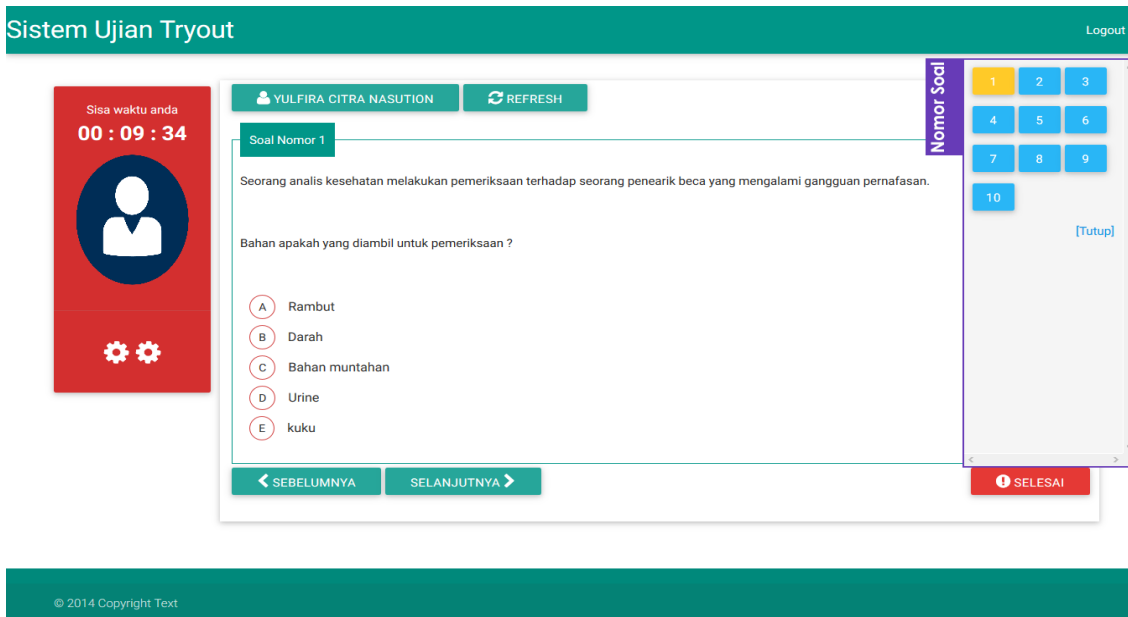 Sistem Ujian Tryout
Logout
Sisa waktu anda
00 : 09 : 34
YULFIRA CITRA NASUTION
REFRESH
Soal Nomor 1
Seorang analis kesehatan melakukan pemeriksaan terhadap seorang penearik beca yang mengalami gangguan pernafasan.
Bahan apakah yang diambil untuk pemeriksaan ?
A Rambut
B Darah
C Bahan muntahan
D Urine
E kuku
SEBELUMNYA
SELANJUTNYA
SELESAI
Nomor Soal
1 2 3
4 5 6
7 8 9
10
[Tutup]
© 2014 Copyright Text